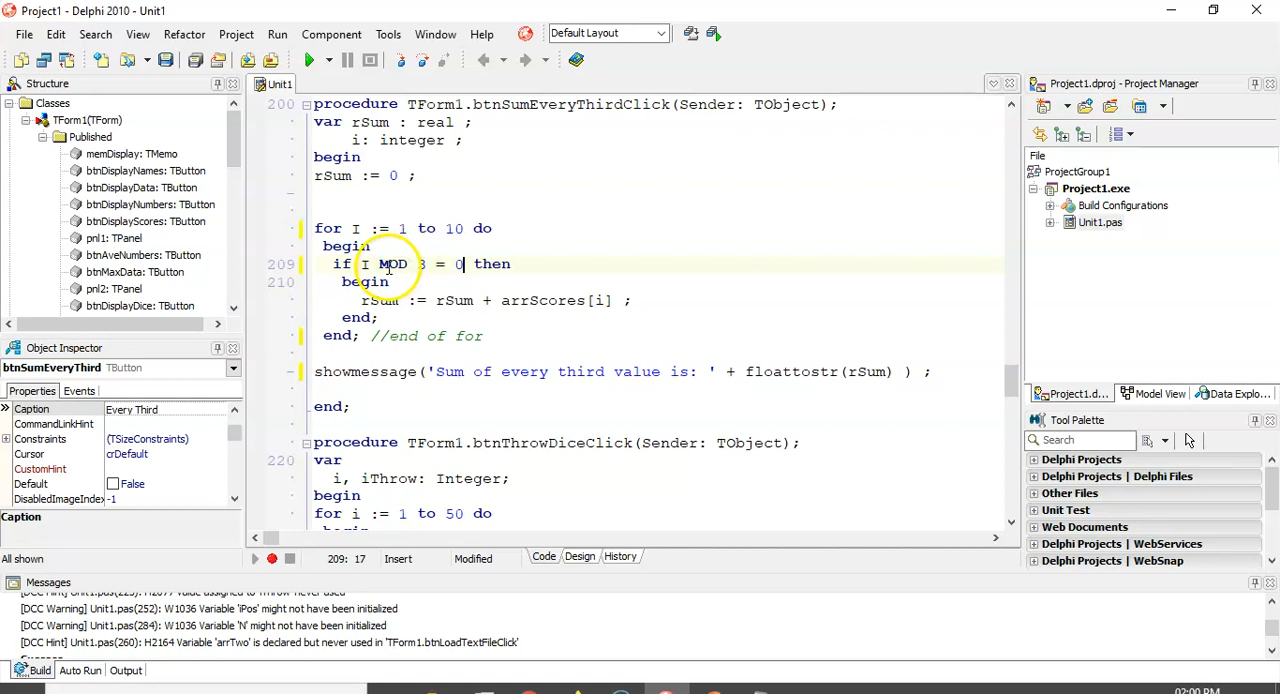 Project1 - Delphi 2010 - Unit1
File Edit Search View Refactor Project Run Component Tools Window Help Default Layout
Structure
Classes
TForm1(TForm)
Published
memDisplay: TMemo
btnDisplayNames: TButton
btnDisplayData: TButton
btnDisplayNumbers: TButton
btnDisplayScores: TButton
pnl1: TPanel
btnAveNumbers: TButton
btnMaxData: TButton
pnl2: TPanel
btnDisplayDice: TButton
Object Inspector
btnSumEveryThird TButton
Properties Events
Caption Every Third
CommandLinkHint
Constraints (TSizeConstraints)
Cursor crDefault
CustomHint
Default False
DisabledImageIndex -1
Caption
All shown
Unit1
200 procedure TForm1.btnSumEveryThirdClick(Sender: TObject);
var rSum : real ;
i: integer ;
begin
rSum := 0 ;
for I := 1 to 10 do
begin
209 if I MOD 3 = 0 then
210 begin
rSum := rSum + arrScores[i] ;
end;
end; //end of for
showmessage('Sum of every third value is: ' + floattostr(rSum) ) ;
end;
procedure TForm1.btnThrowDiceClick(Sender: TObject);
220 var
i, iThrow: Integer;
begin
for i := 1 to 50 do
209: 17 Insert Modified Code Design History
Project1.dproj - Project Manager
File
ProjectGroup1
Project1.exe
Build Configurations
Unit1.pas
Project1.d... Model View Data Explo...
Tool Palette
Search
Delphi Projects
Delphi Projects | Delphi Files
Other Files
Unit Test
Web Documents
Delphi Projects | WebServices
Delphi Projects | WebSnap
Messages
[DCC Warning] Unit1.pas(252): W1036 Variable 'iPos' might not have been initialized
[DCC Warning] Unit1.pas(284): W1036 Variable 'N' might not have been initialized
[DCC Hint] Unit1.pas(260): H2164 Variable 'arrTwo' is declared but never used in 'TForm1.btnLoadTextFileClick'
Build Auto Run Output
02:00 PM